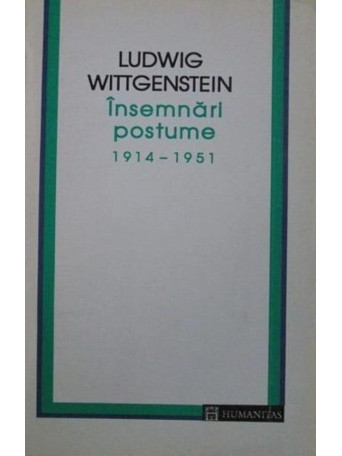 LUDWIG
WITTGENSTEIN
Însemnări
postume
1914 – 1951
HUMANITAS